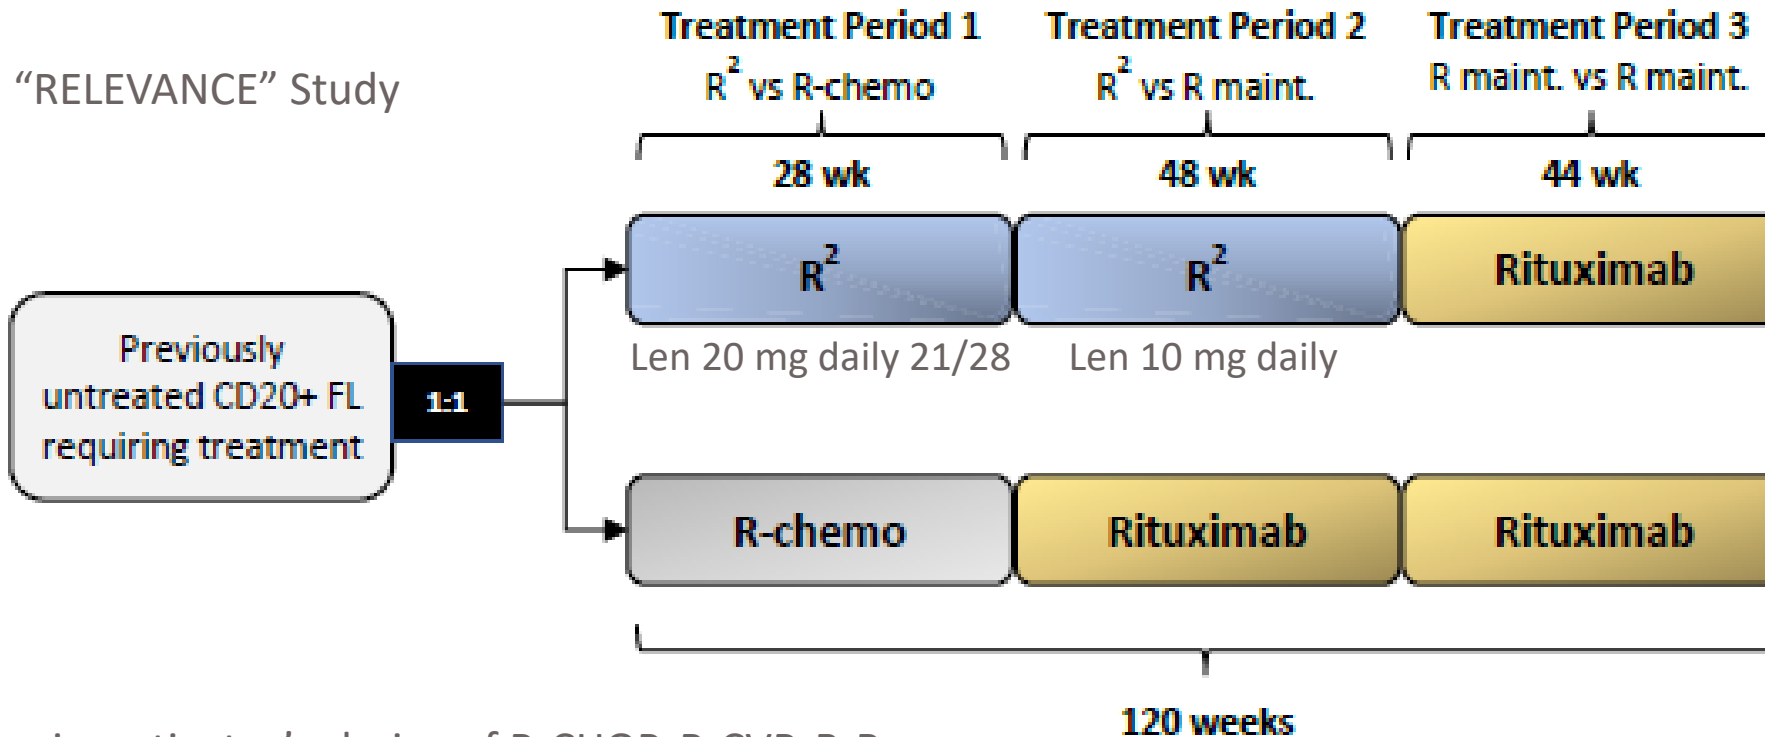 “RELEVANCE” Study
Treatment Period 1
R² vs R-chemo
28 wk
Treatment Period 2
R² vs R maint.
48 wk
Treatment Period 3
R maint. vs R maint.
44 wk
Previously
untreated CD20+ FL
requiring treatment
1:1
R²
R²
Rituximab
Len 20 mg daily 21/28
Len 10 mg daily
R-chemo
Rituximab
Rituximab
120 weeks